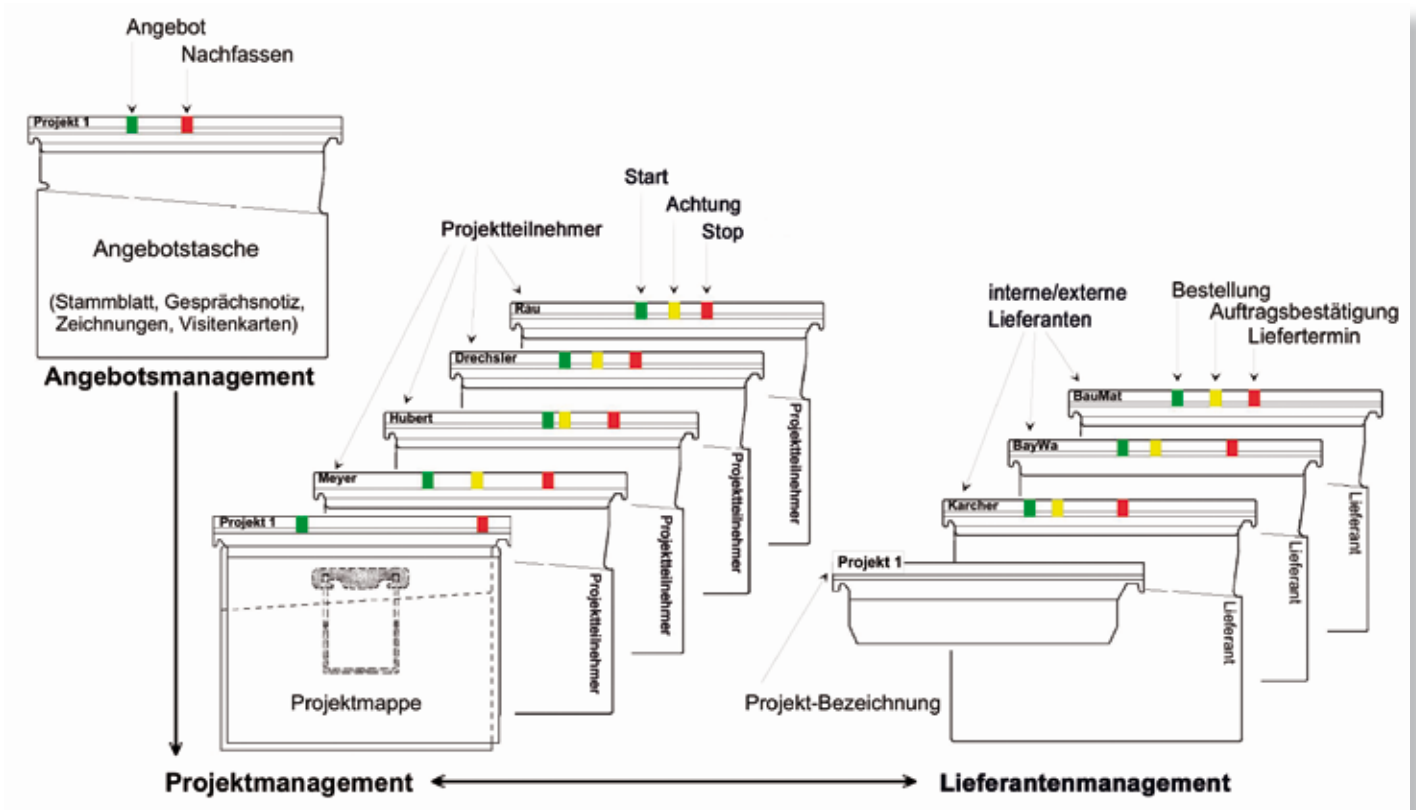 Angebot
Nachfassen
Projekt 1
Angebotstasche
(Stammblatt, Gesprächsnotiz,
Zeichnungen, Visitenkarten)
Angebotsmanagement
Start
Achtung
Stop
Projektteilnehmer
Rau
Drechsler
Hubert
Meyer
Projekt 1
Projektteilnehmer
Projektteilnehmer
Projektteilnehmer
Projektteilnehmer
Projektmappe
Projektmanagement
interne/externe
Lieferanten
Bestellung
Auftragsbestätigung
Liefertermin
BauMat
BayWa
Karcher
Projekt 1
Lieferant
Lieferant
Lieferant
Projekt-Bezeichnung
Lieferantenmanagement